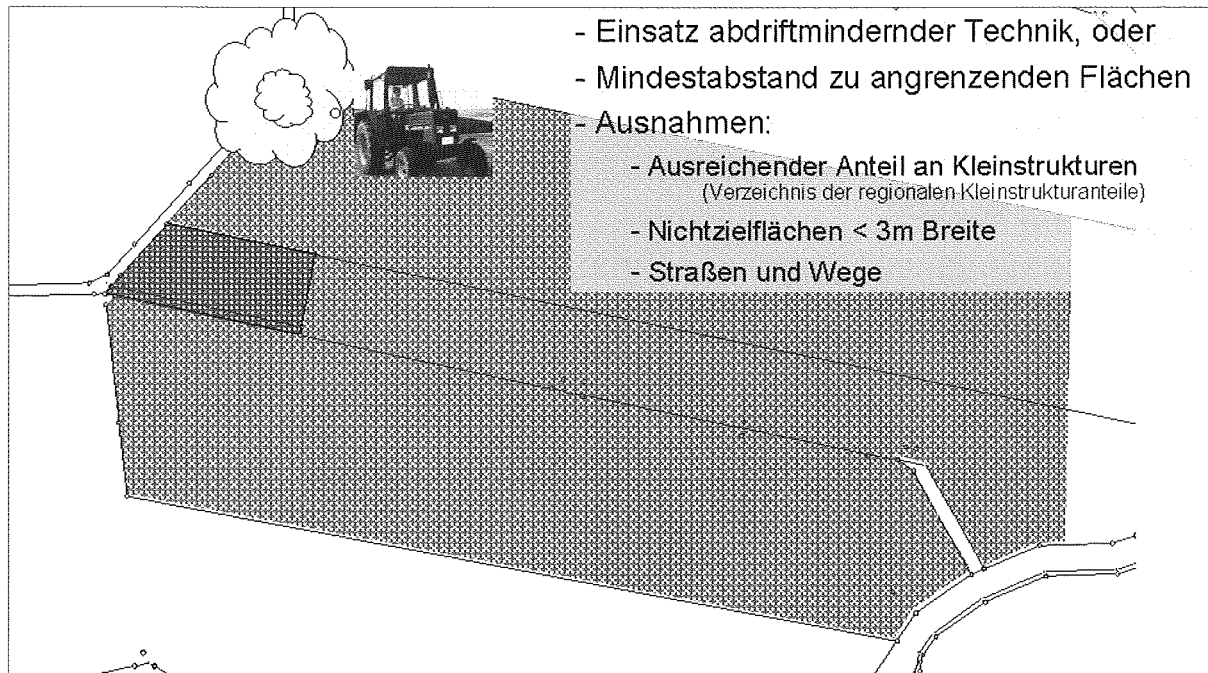 - Einsatz abdriftmindernder Technik, oder
- Mindestabstand zu angrenzenden Flächen
- Ausnahmen:
- Ausreichender Anteil an Kleinstrukturen
(Verzeichnis der regionalen Kleinstrukturanteile)
- Nichtzielflächen < 3m Breite
- Straßen und Wege